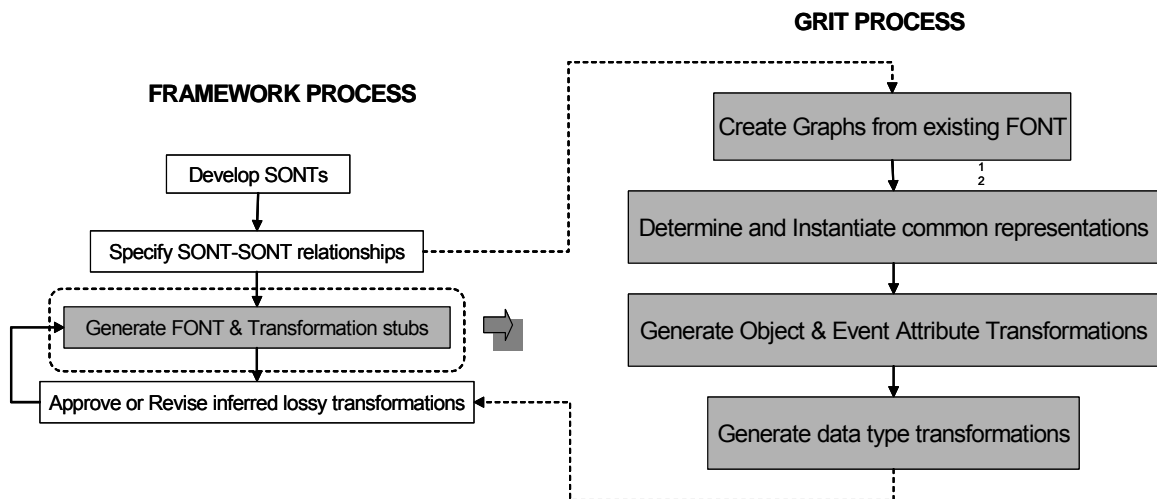 GRIT PROCESS
FRAMEWORK PROCESS
Develop SONTs
Specify SONT-SONT relationships
Generate FONT & Transformation stubs
Approve or Revise inferred lossy transformations
Create Graphs from existing FONT
1
2
Determine and Instantiate common representations
Generate Object & Event Attribute Transformations
Generate data type transformations